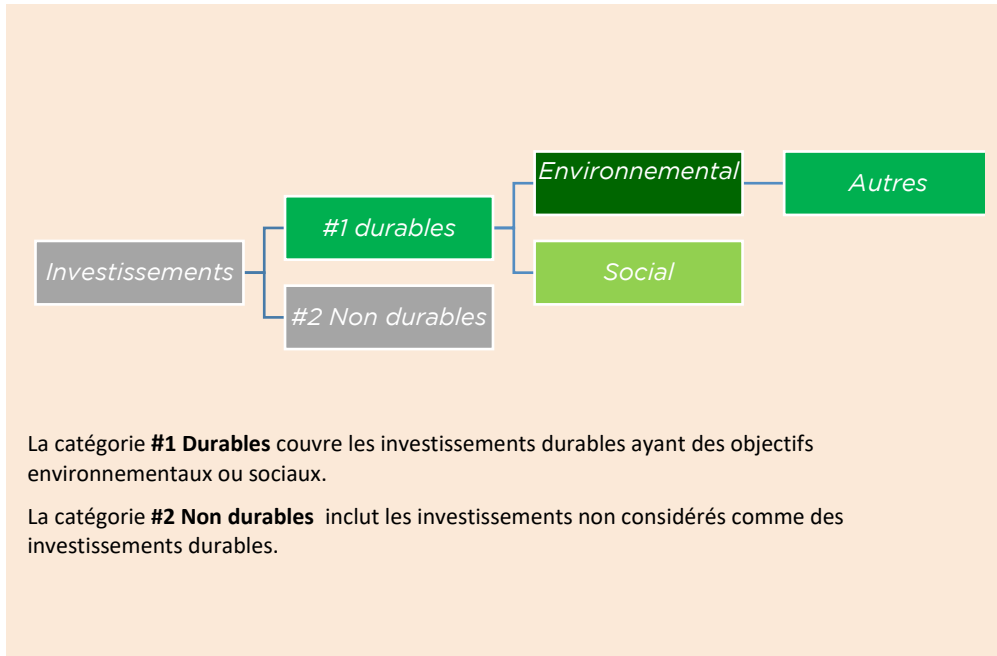 Environnemental
Autres
#1 durables
Investissements
Social
#2 Non durables
La catégorie #1 Durables couvre les investissements durables ayant des objectifs
environnementaux ou sociaux.
La catégorie #2 Non durables inclut les investissements non considérés comme des
investissements durables.